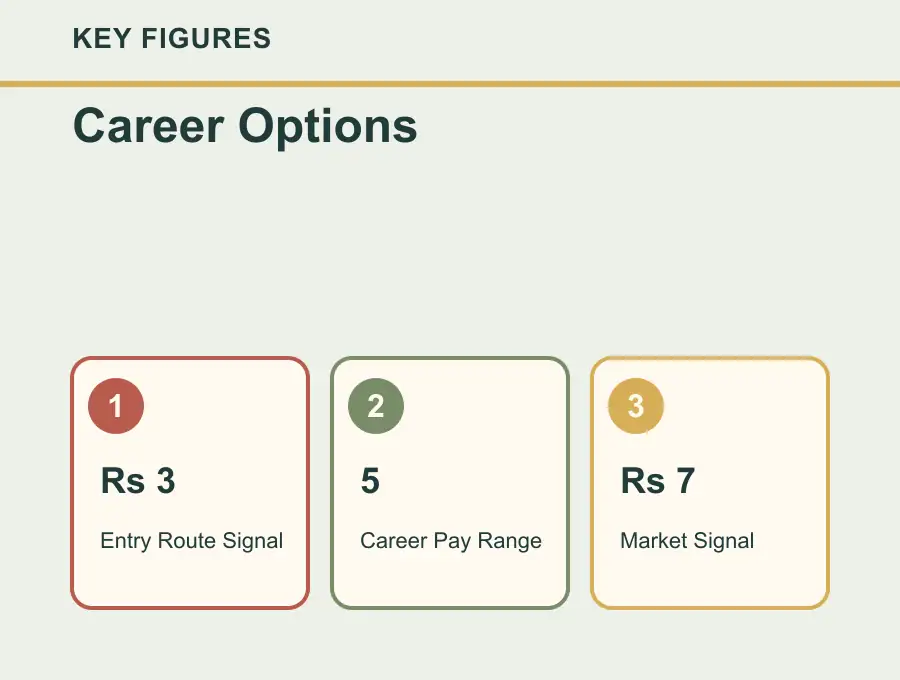 KEY FIGURES
Career Options
1
2
3
Rs 3
5
Rs 7
Entry Route Signal
Career Pay Range
Market Signal